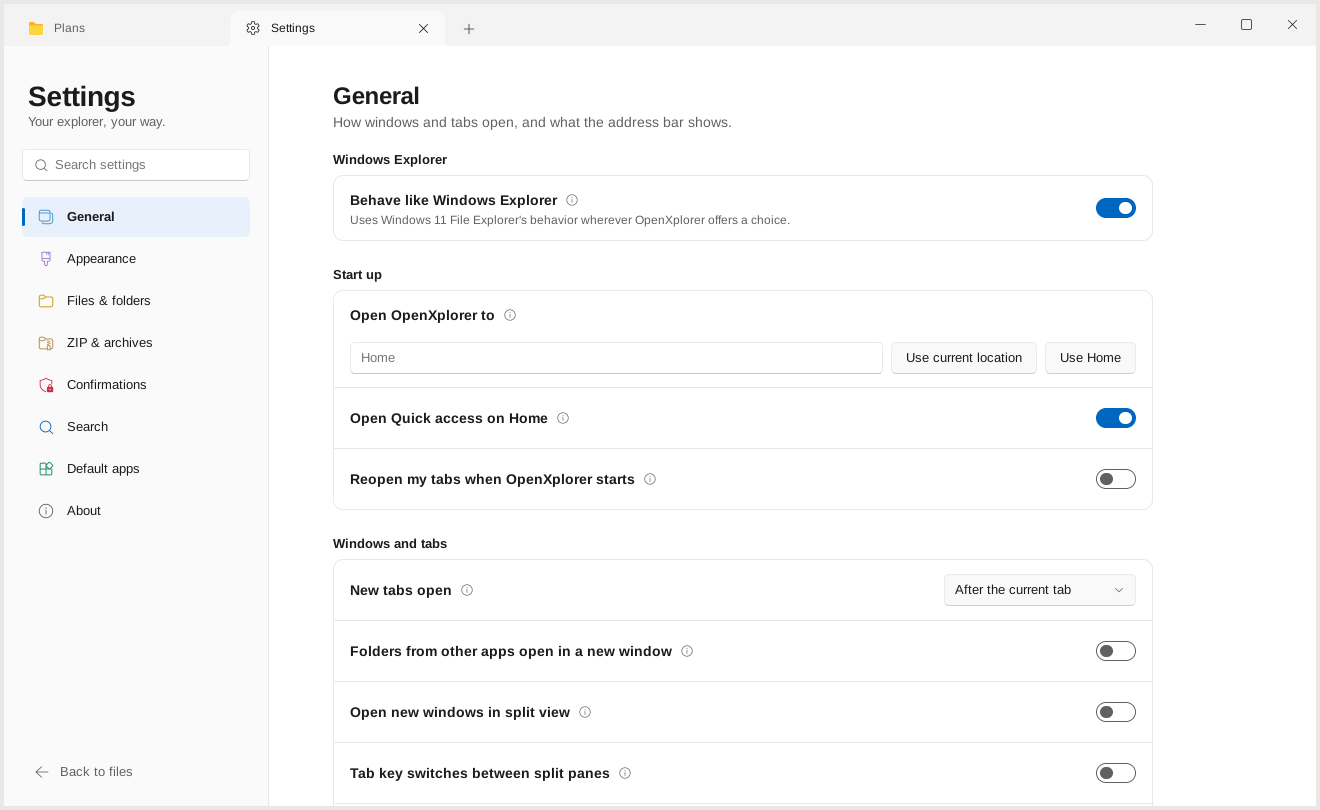 Plans
Settings
Settings
Your explorer, your way.
Search settings
General
Appearance
Files & folders
ZIP & archives
Confirmations
Search
Default apps
About
Back to files
General
How windows and tabs open, and what the address bar shows.
Windows Explorer
Behave like Windows Explorer
Uses Windows 11 File Explorer's behavior wherever OpenXplorer offers a choice.
Start up
Open OpenXplorer to
Home
Use current location
Use Home
Open Quick access on Home
Reopen my tabs when OpenXplorer starts
Windows and tabs
New tabs open
After the current tab
Folders from other apps open in a new window
Open new windows in split view
Tab key switches between split panes